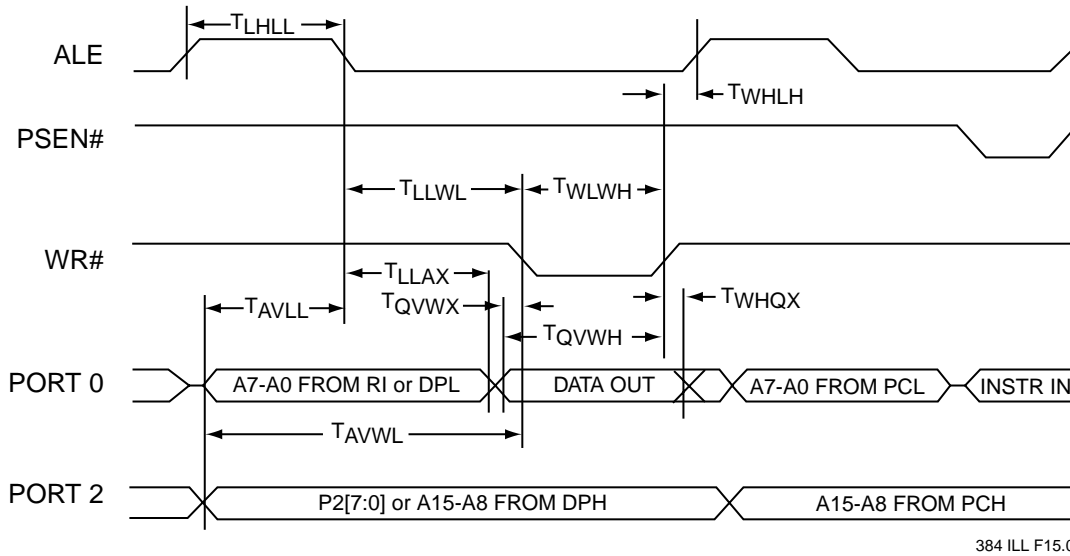 TLHLL
ALE
TWHLH
PSEN#
TLLWL
TWLWH
WR#
TLLAX
TAVLL
TQVWX
TWHQX
TQVWH
PORT 0
A7-A0 FROM RI or DPL
DATA OUT
A7-A0 FROM PCL
INSTR IN
TAVWL
PORT 2
P2[7:0] or A15-A8 FROM DPH
A15-A8 FROM PCH
384 ILL F15.0